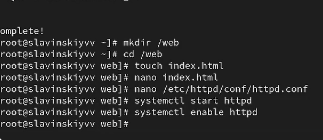 omplete!
root@slavinskiyvv ~]# mkdir /web
root@slavinskiyvv ~]# cd /web
root@slavinskiyvv web]# touch index.html
root@slavinskiyvv web]# nano index.html
root@slavinskiyvv web]# nano /etc/httpd/conf/httpd.conf
root@slavinskiyvv web]# systemctl start httpd
root@slavinskiyvv web]# systemctl enable httpd
root@slavinskiyvv web]#